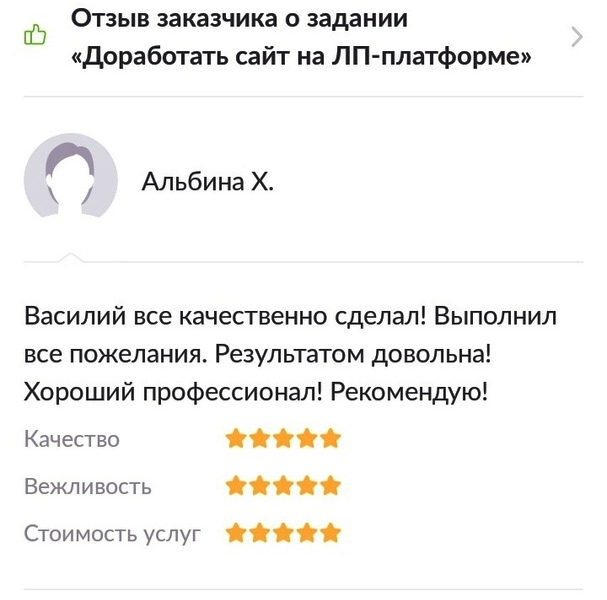 Отзыв заказчика о задании
«Доработать сайт на ЛП-платформе»
Альбина Х.
Василий все качественно сделал! Выполнил
все пожелания. Результатом довольна!
Хороший профессионал! Рекомендую!
Качество
Вежливость
Стоимость услуг